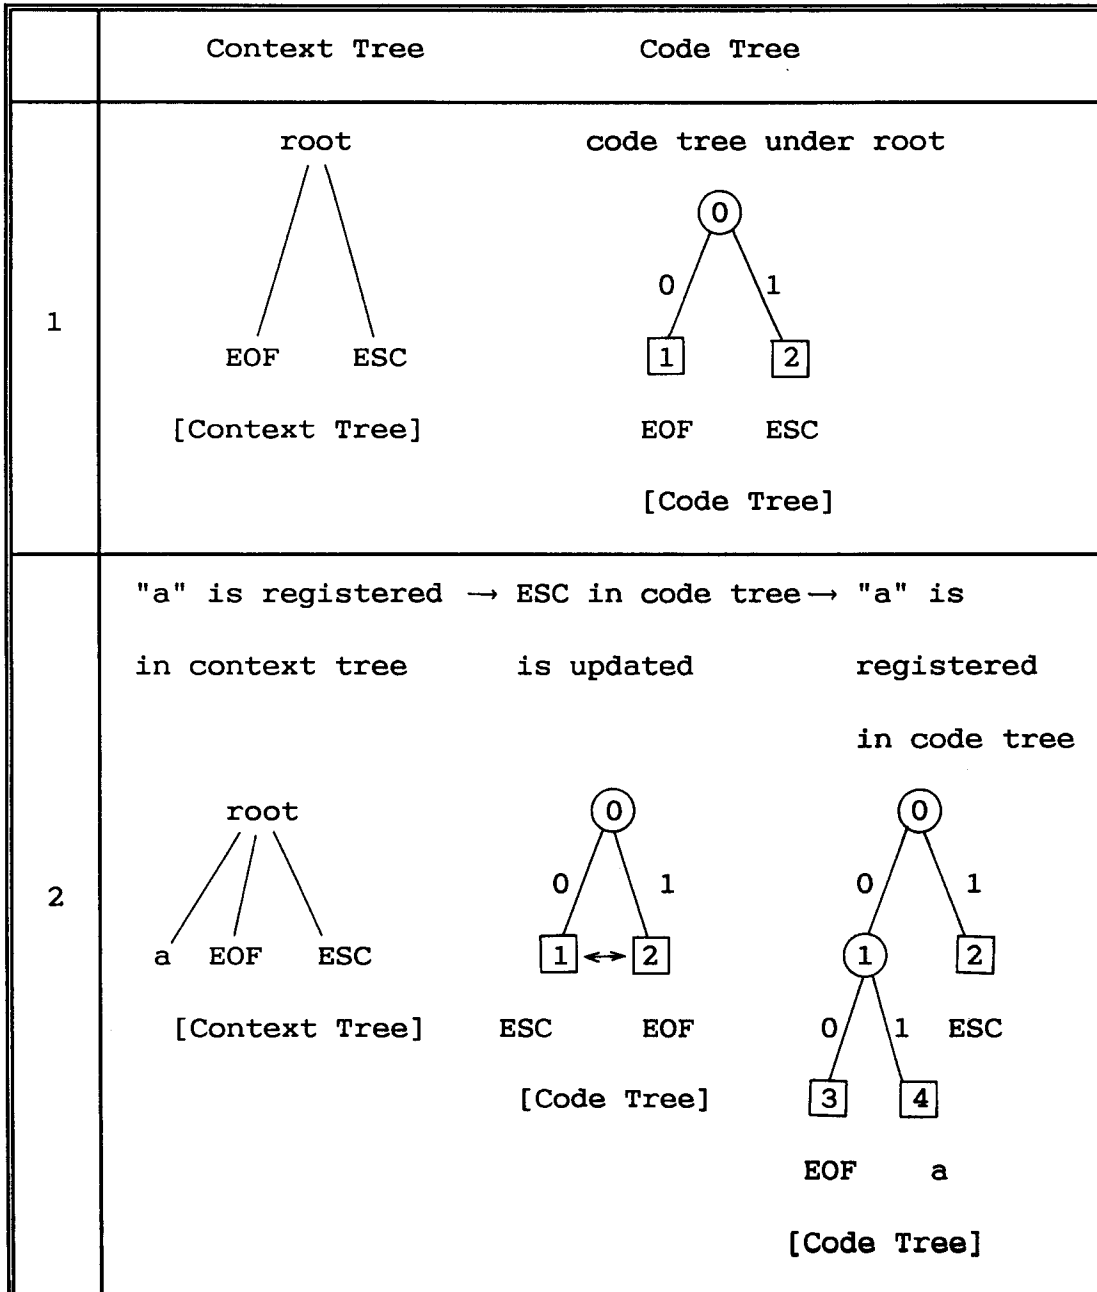 Context Tree Code Tree
1
root code tree under root
0
0 1
EOF ESC 1 2
[Context Tree] EOF ESC
[Code Tree]
2
"a" is registered → ESC in code tree → "a" is
in context tree is updated registered
in code tree
root 0 0
0 1 0 1
a EOF ESC 1 ↔ 2 1 2
[Context Tree] ESC EOF 0 1 ESC
[Code Tree] 3 4
EOF a
[Code Tree]